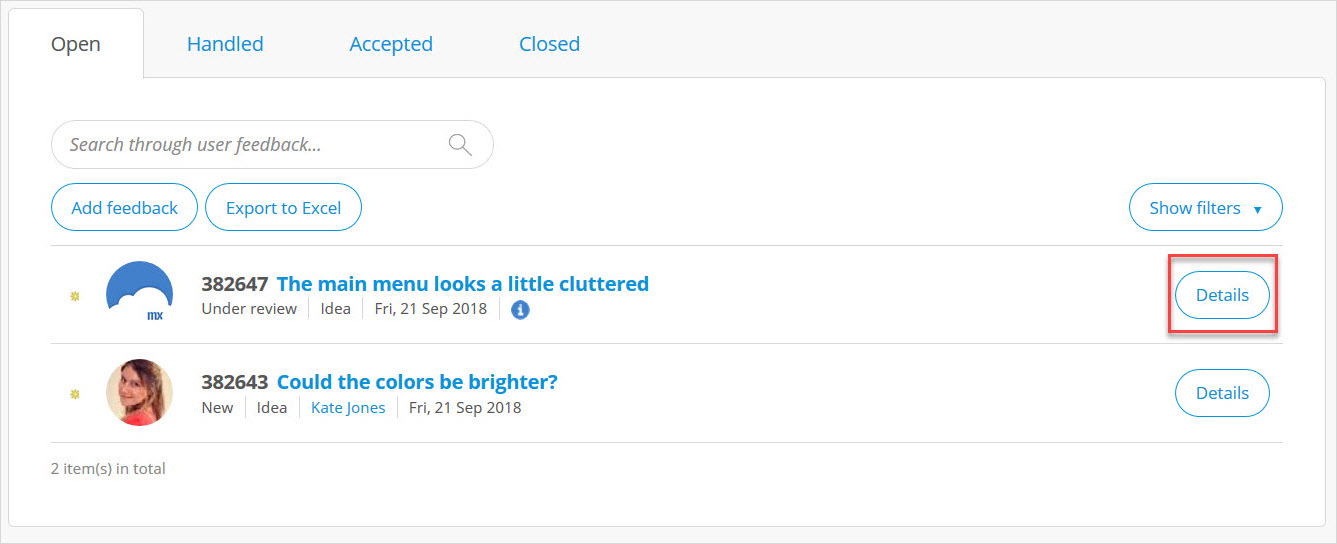 Open Handled Accepted Closed
Search through user feedback...
Add feedback Export to Excel Show filters
382647 The main menu looks a little cluttered
mx Under review Idea Fri, 21 Sep 2018 i
Details
382643 Could the colors be brighter?
New Idea Kate Jones Fri, 21 Sep 2018
Details
2 item(s) in total